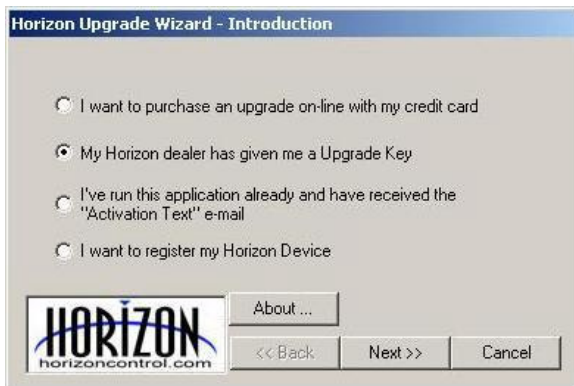 Horizon Upgrade Wizard - Introduction
I want to purchase an upgrade on-line with my credit card
My Horizon dealer has given me a Upgrade Key
I've run this application already and have received the
"Activation Text" e-mail
I want to register my Horizon Device
About ...
HORIZON
horizoncontrol.com
<< Back
Next >>
Cancel